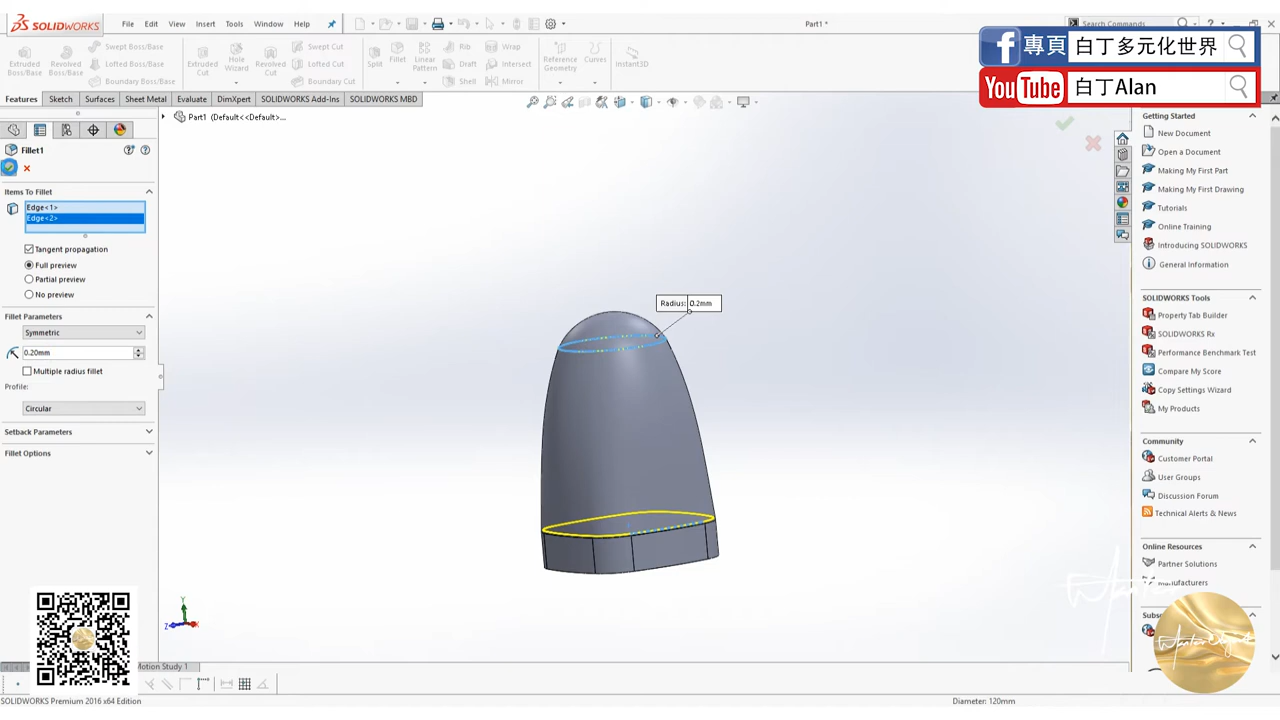 SOLIDWORKS
File Edit View Insert Tools Window Help
Part1 *
Search Commands
專頁 白丁多元化世界
YouTube 白丁Alan
Extruded Boss/Base
Revolved Boss/Base
Swept Boss/Base
Lofted Boss/Base
Boundary Boss/Base
Extruded Cut
Hole Wizard
Revolved Cut
Swept Cut
Lofted Cut
Boundary Cut
Split
Fillet
Linear Pattern
Rib
Draft
Shell
Wrap
Intersect
Mirror
Reference Geometry
Curves
Instant3D
Features Sketch Surfaces Sheet Metal Evaluate DimXpert SOLIDWORKS Add-Ins SOLIDWORKS MBD
Part1 (Default<<Default>...
Fillet1
Items To Fillet
Edge<1>
Edge<2>
Tangent propagation
Full preview
Partial preview
No preview
Fillet Parameters
Symmetric
0.20mm
Multiple radius fillet
Profile:
Circular
Setback Parameters
Fillet Options
Radius: 0.2mm
Y
Z X
Getting Started
New Document
Open a Document
Making My First Part
Making My First Drawing
Tutorials
Online Training
Introducing SOLIDWORKS
General Information
SOLIDWORKS Tools
Property Tab Builder
SOLIDWORKS Rx
Performance Benchmark Test
Compare My Score
Copy Settings Wizard
My Products
Community
Customer Portal
User Groups
Discussion Forum
Technical Alerts & News
Online Resources
Partner Solutions
Manufacturers
Subsc
Motion Study 1
SOLIDWORKS Premium 2016 x64 Edition
Diameter: 120mm